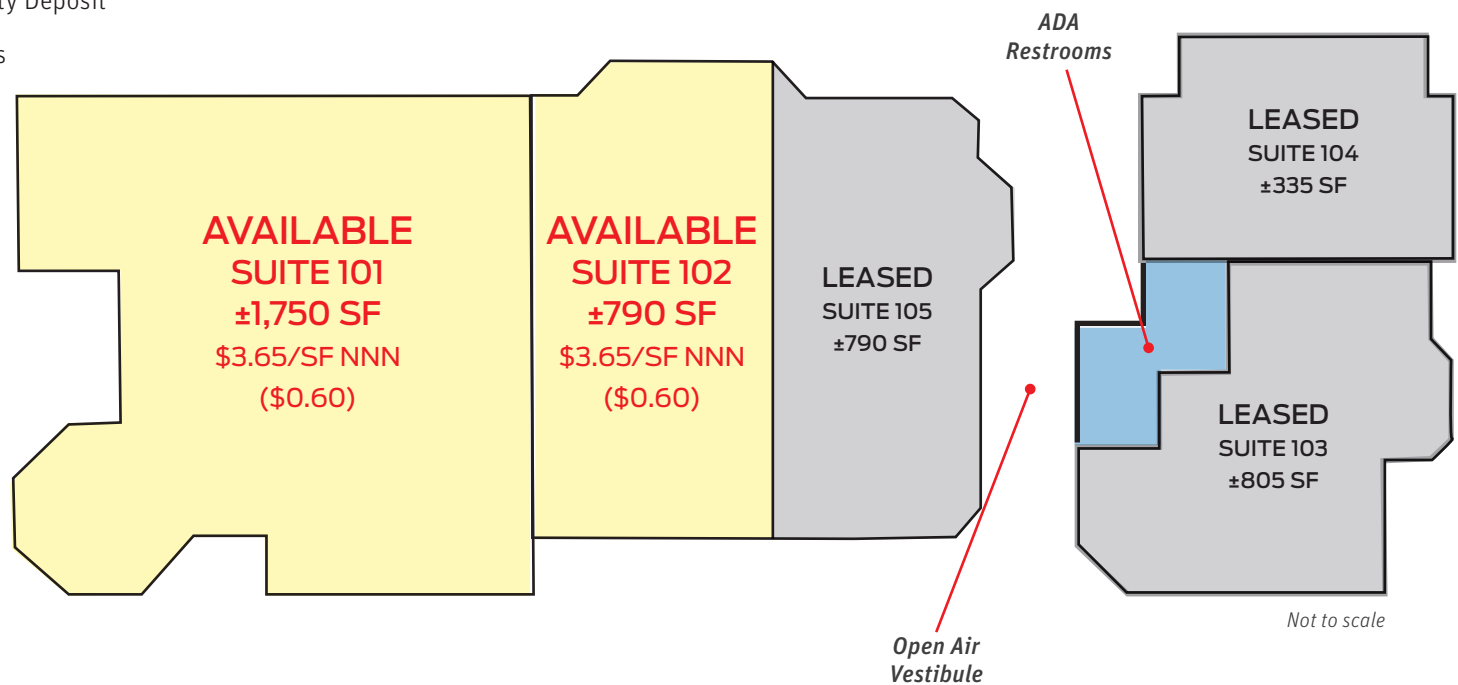 ty Deposit
s
AVAILABLE
SUITE 101
±1,750 SF
$3.65/SF NNN
($0.60)
AVAILABLE
SUITE 102
±790 SF
$3.65/SF NNN
($0.60)
LEASED
SUITE 105
±790 SF
ADA
Restrooms
LEASED
SUITE 104
±335 SF
LEASED
SUITE 103
±805 SF
Open Air
Vestibule
Not to scale